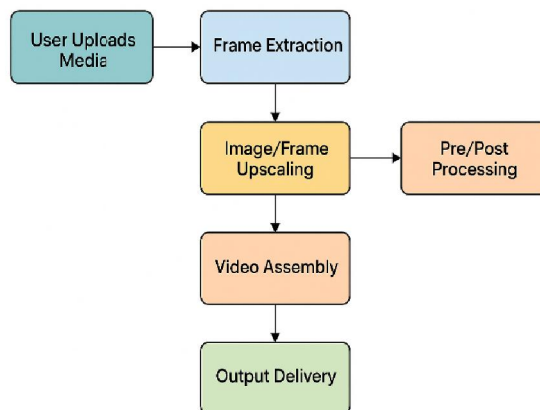 User Uploads
Media
Frame Extraction
Image/Frame
Upscaling
Pre/Post
Processing
Video Assembly
Output Delivery